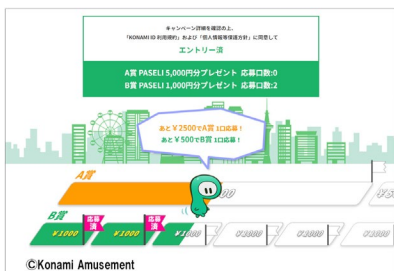 キャンペーン詳細を確認の上、
「KONAMI ID 利用規約」および「個人情報等保護方針」に同意して
エントリー済
A賞 PASELI 5,000円分プレゼント 応募口数:0
B賞 PASELI 1,000円分プレゼント 応募口数:2
あと￥2500でA賞 1口応募！
あと￥500でB賞 1口応募！
A賞
B賞
応募
済
応募
済
¥1000 ¥1000 ¥1000 ¥1000 ¥1000
©Konami Amusement